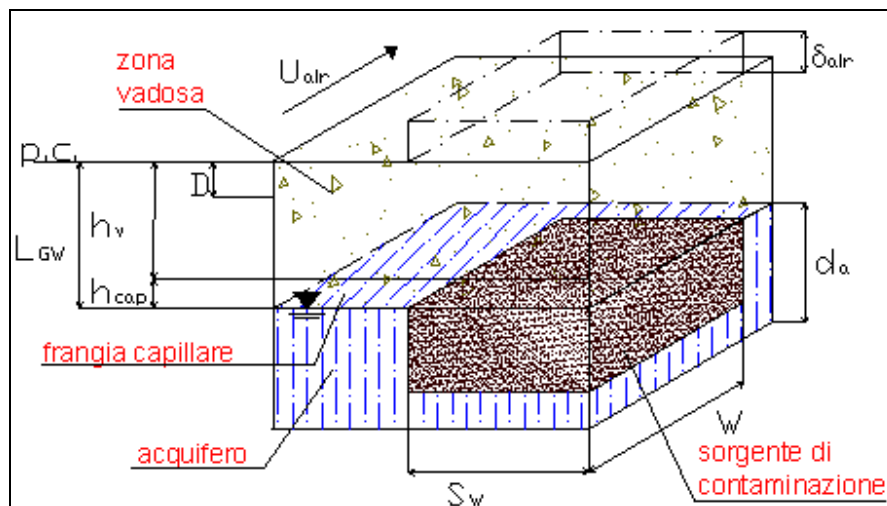 zona
vadosa
Uair
δair
p.c.
D
hv
LGW
hcap
da
frangia capillare
acquifero
W
Sw
sorgente di
contaminazione